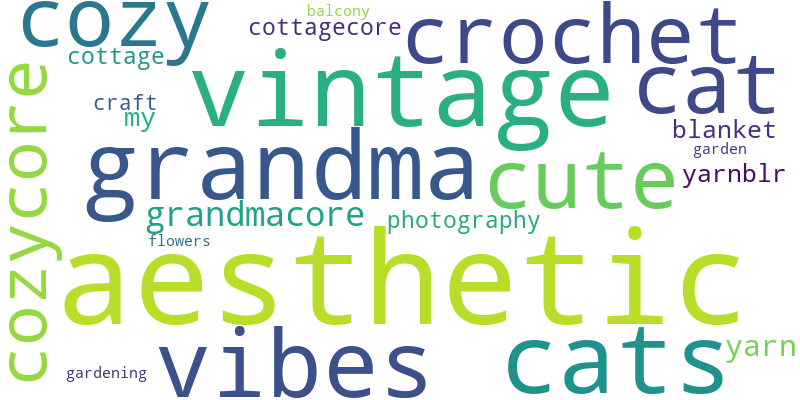 balcony
cozy
cottagecore
crochet
cottage
vintage
cat
cozycore
craft
my
blanket
grandma
garden
cute
yarnblr
grandmacore
photography
flowers
aesthetic
vibes
cats
yarn
gardening